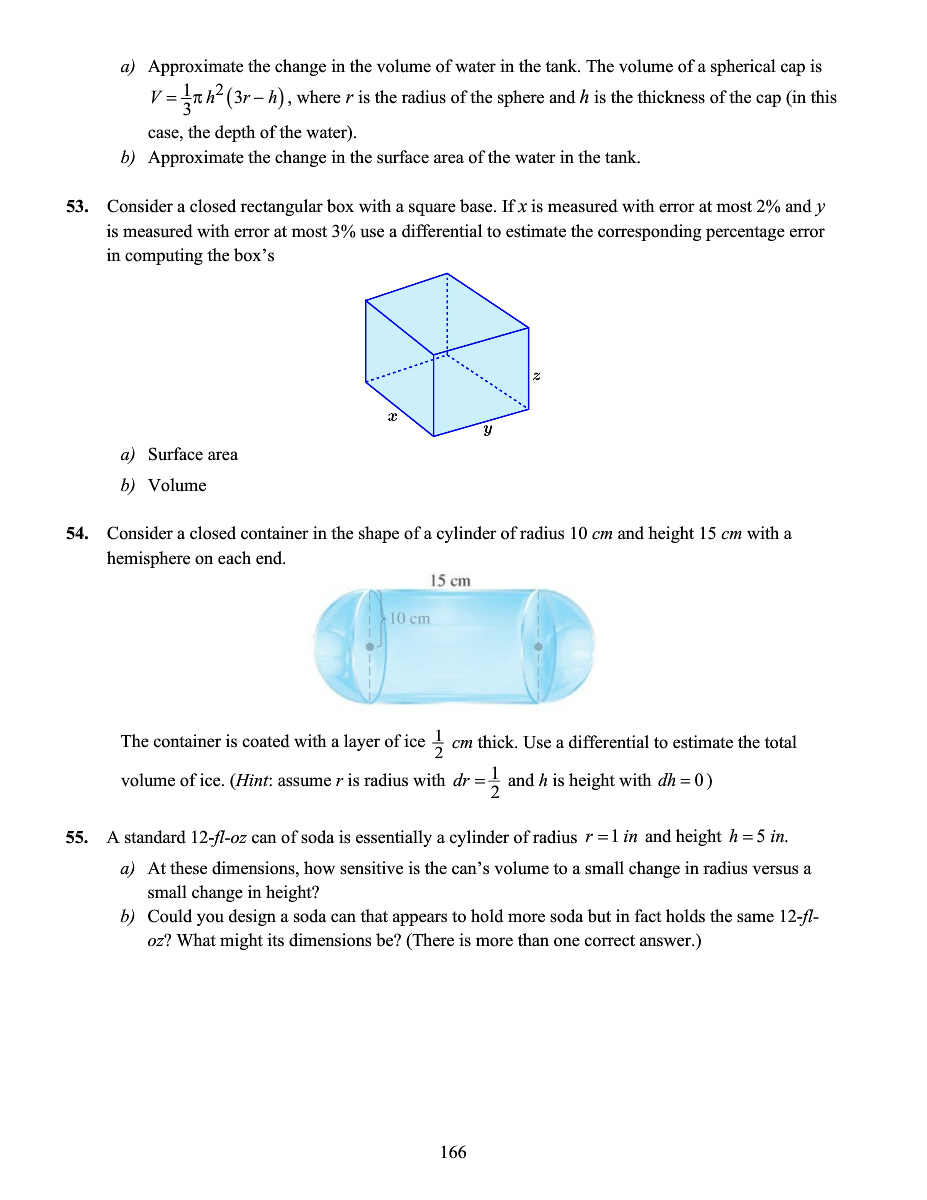 a) Approximate the change in the volume of water in the tank. The volume of a spherical cap is
V = 1/3 π h² (3r – h), where r is the radius of the sphere and h is the thickness of the cap (in this
case, the depth of the water).
b) Approximate the change in the surface area of the water in the tank.
53. Consider a closed rectangular box with a square base. If x is measured with error at most 2% and y
is measured with error at most 3% use a differential to estimate the corresponding percentage error
in computing the box’s
z
x
y
a) Surface area
b) Volume
54. Consider a closed container in the shape of a cylinder of radius 10 cm and height 15 cm with a
hemisphere on each end.
15 cm
10 cm
The container is coated with a layer of ice 1/2 cm thick. Use a differential to estimate the total
volume of ice. (Hint: assume r is radius with dr = 1/2 and h is height with dh = 0)
55. A standard 12-fl-oz can of soda is essentially a cylinder of radius r = 1 in and height h = 5 in.
a) At these dimensions, how sensitive is the can’s volume to a small change in radius versus a
small change in height?
b) Could you design a soda can that appears to hold more soda but in fact holds the same 12-fl-
oz? What might its dimensions be? (There is more than one correct answer.)
166